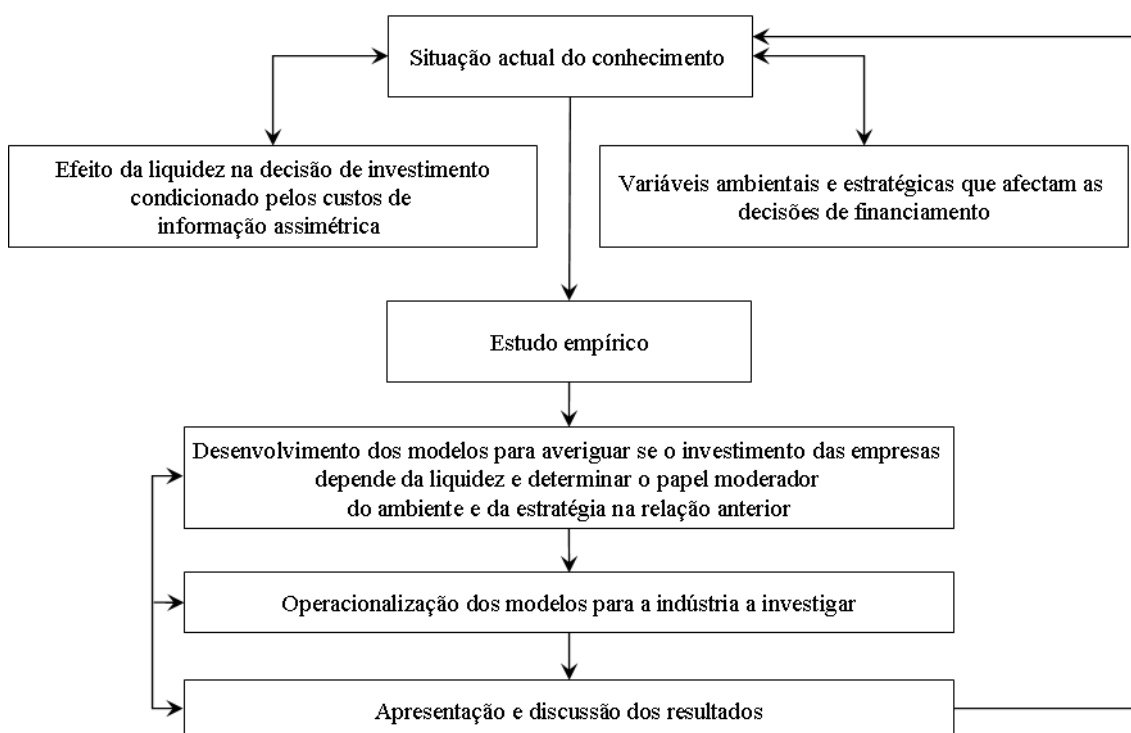 Situação actual do conhecimento
Efeito da liquidez na decisão de investimento
condicionado pelos custos de
informação assimétrica
Variáveis ambientais e estratégicas que afectam as
decisões de financiamento
Estudo empírico
Desenvolvimento dos modelos para averiguar se o investimento das empresas
depende da liquidez e determinar o papel moderador
do ambiente e da estratégia na relação anterior
Operacionalização dos modelos para a indústria a investigar
Apresentação e discussão dos resultados